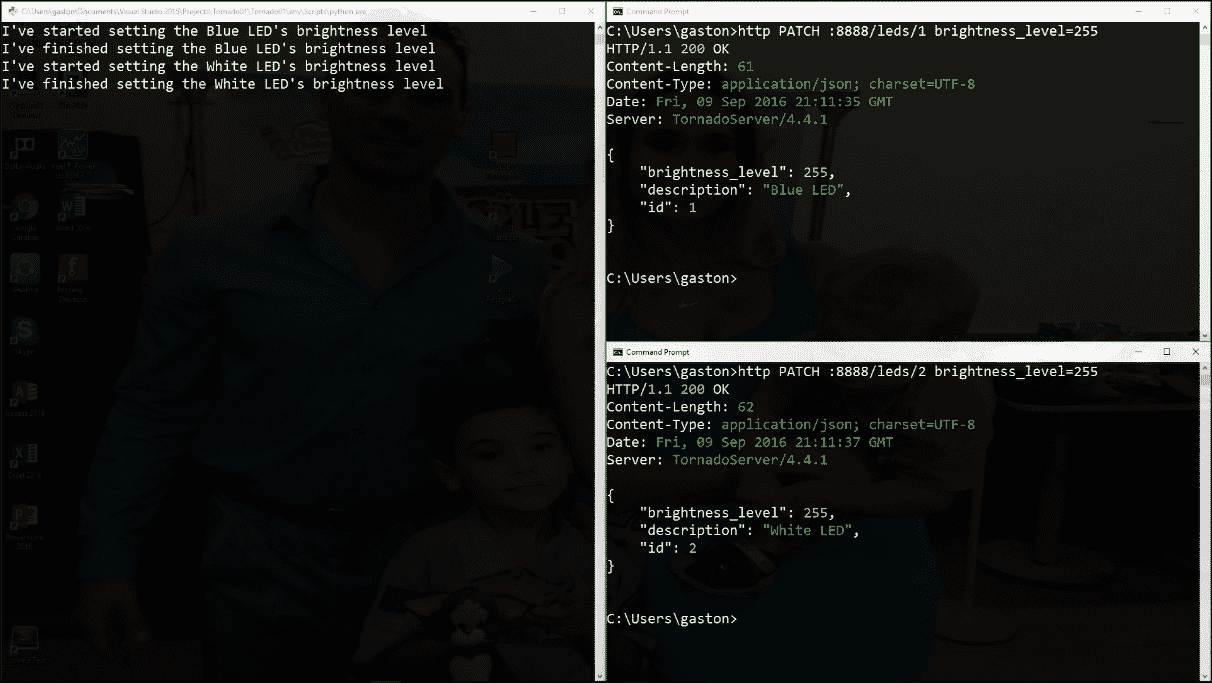 C:\Users\gaston\Documents\Visual Studio 2015\Projects\Tornado01\Tornado01\env\Scripts\python.exe
I've started setting the Blue LED's brightness level
I've finished setting the Blue LED's brightness level
I've started setting the White LED's brightness level
I've finished setting the White LED's brightness level
Command Prompt
C:\Users\gaston>http PATCH :8888/leds/1 brightness_level=255
HTTP/1.1 200 OK
Content-Length: 61
Content-Type: application/json; charset=UTF-8
Date: Fri, 09 Sep 2016 21:11:35 GMT
Server: TornadoServer/4.4.1
{
"brightness_level": 255,
"description": "Blue LED",
"id": 1
}
C:\Users\gaston>
Command Prompt
C:\Users\gaston>http PATCH :8888/leds/2 brightness_level=255
HTTP/1.1 200 OK
Content-Length: 62
Content-Type: application/json; charset=UTF-8
Date: Fri, 09 Sep 2016 21:11:37 GMT
Server: TornadoServer/4.4.1
{
"brightness_level": 255,
"description": "White LED",
"id": 2
}
C:\Users\gaston>